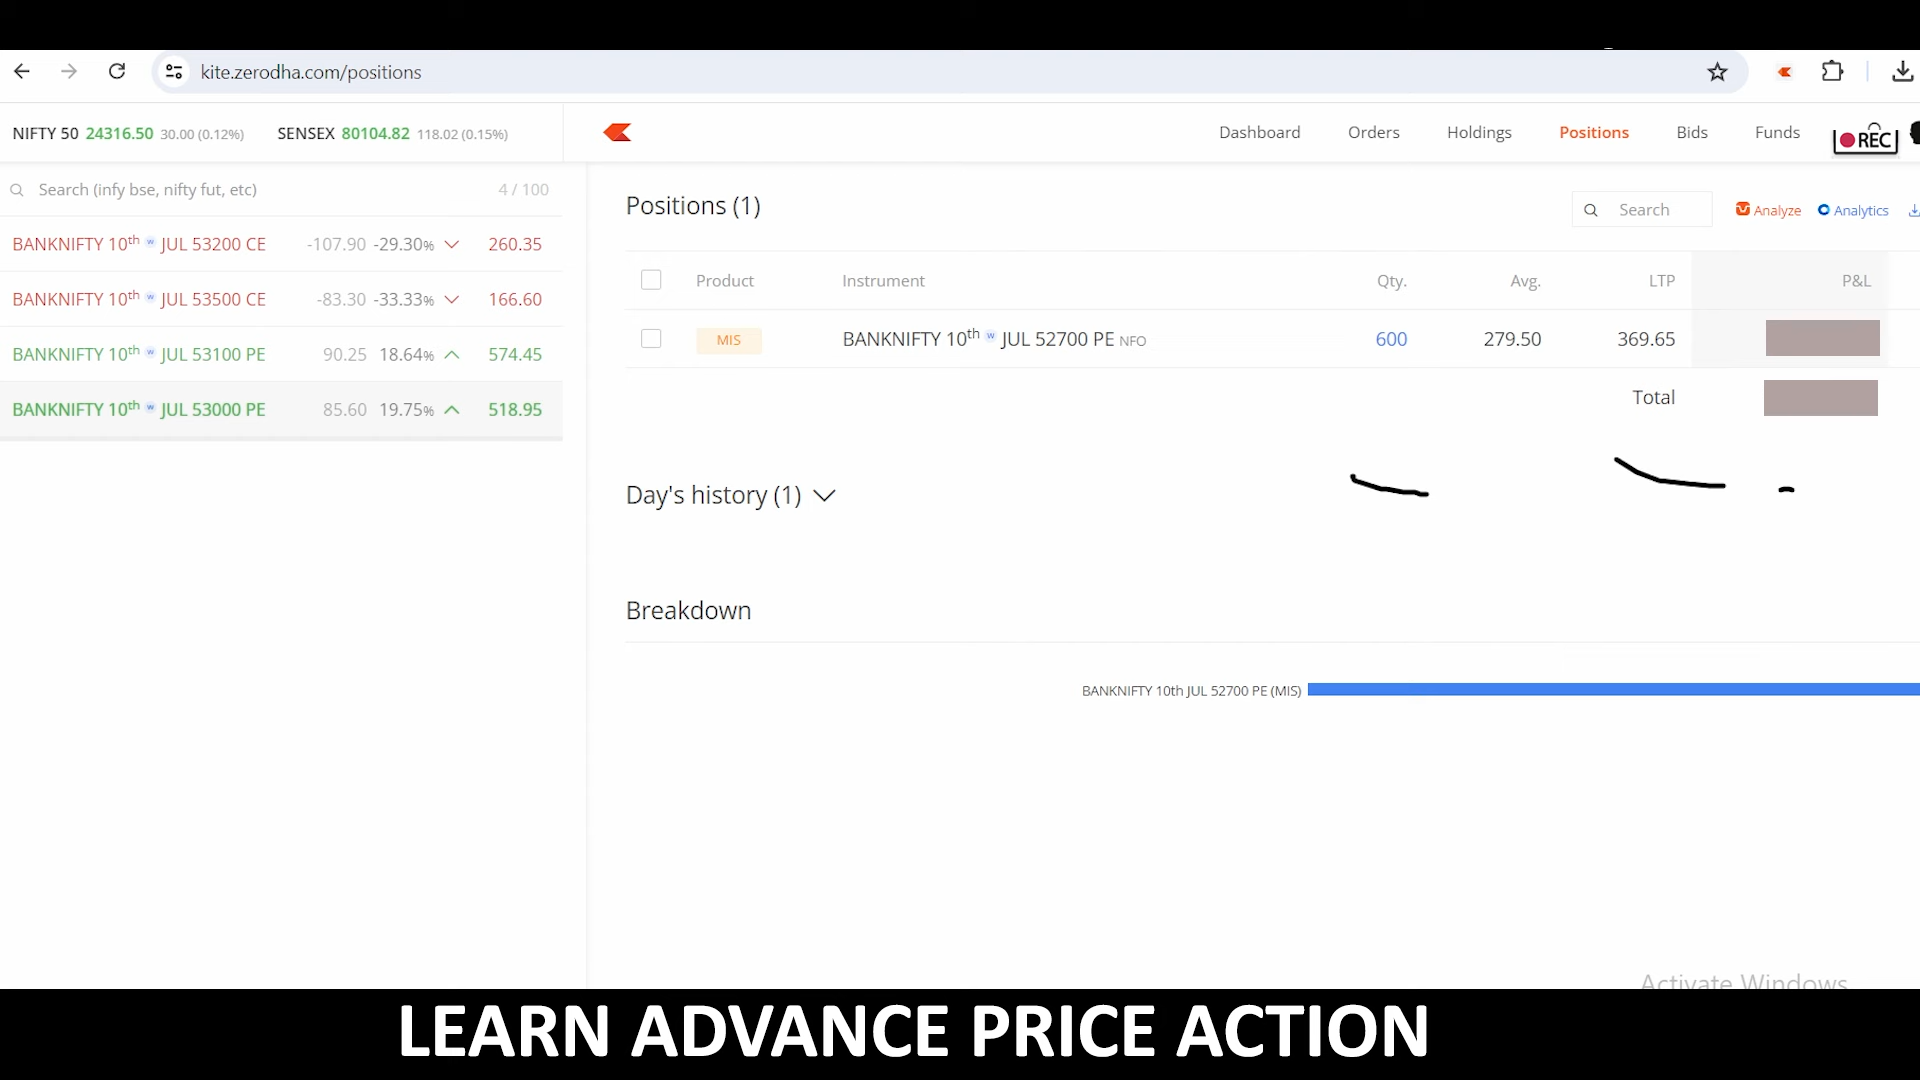 kite.zerodha.com/positions
NIFTY 50 24316.50 30.00 (0.12%) SENSEX 80104.82 118.02 (0.15%)
Dashboard Orders Holdings Positions Bids Funds REC
Search (infy bse, nifty fut, etc) 4 / 100
BANKNIFTY 10th w JUL 53200 CE -107.90 -29.30% 260.35
BANKNIFTY 10th w JUL 53500 CE -83.30 -33.33% 166.60
BANKNIFTY 10th w JUL 53100 PE 90.25 18.64% 574.45
BANKNIFTY 10th w JUL 53000 PE 85.60 19.75% 518.95
Positions (1) Search Analyze Analytics
Product Instrument Qty. Avg. LTP P&L
MIS BANKNIFTY 10th w JUL 52700 PE NFO 600 279.50 369.65
Total
Day's history (1)
Breakdown
BANKNIFTY 10th JUL 52700 PE (MIS)
Activate Windows
LEARN ADVANCE PRICE ACTION